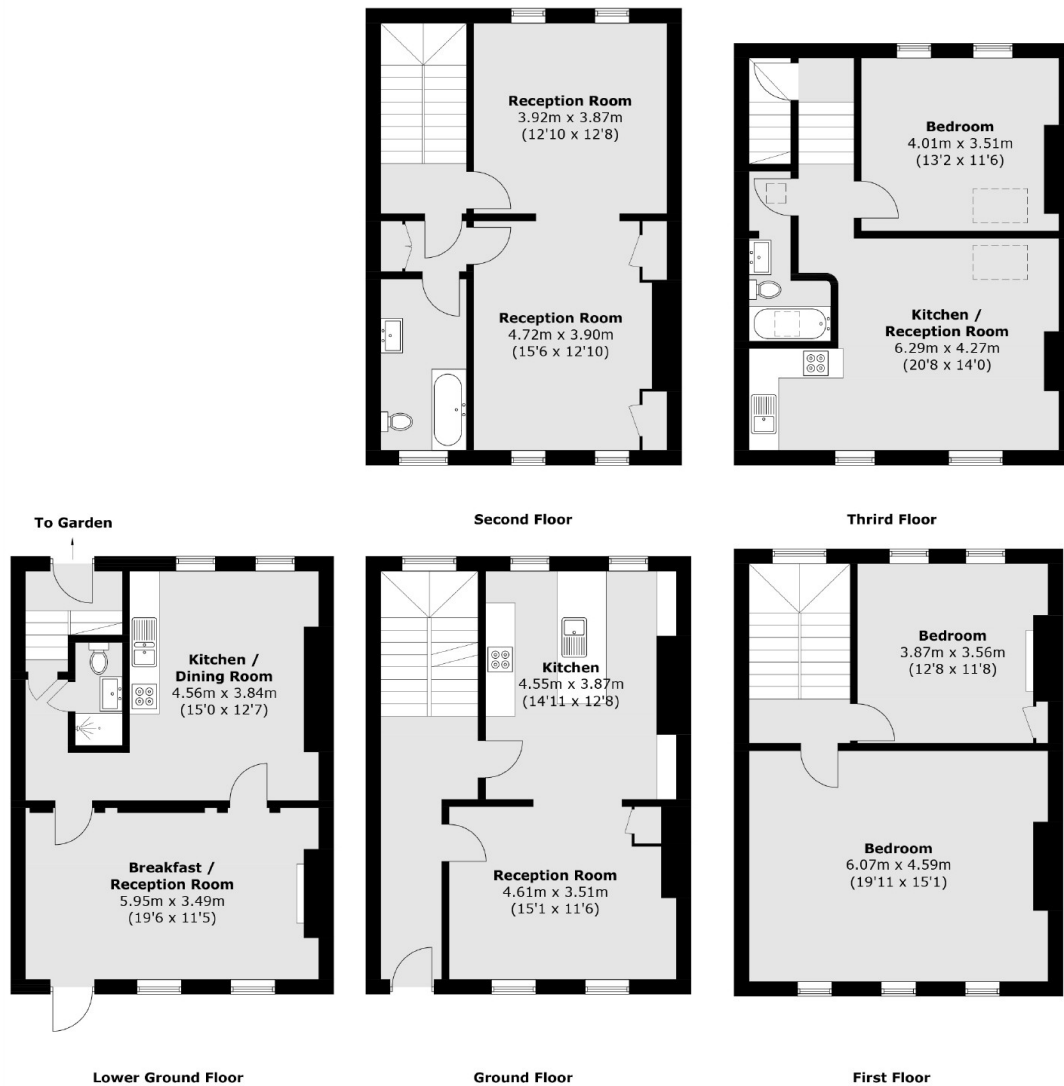 Reception Room
3.92m x 3.87m
(12'10 x 12'8)
Reception Room
4.72m x 3.90m
(15'6 x 12'10)
Second Floor
Bedroom
4.01m x 3.51m
(13'2 x 11'6)
Kitchen /
Reception Room
6.29m x 4.27m
(20'8 x 14'0)
Thrird Floor
To Garden
Kitchen /
Dining Room
4.56m x 3.84m
(15'0 x 12'7)
Breakfast /
Reception Room
5.95m x 3.49m
(19'6 x 11'5)
Lower Ground Floor
Kitchen
4.55m x 3.87m
(14'11 x 12'8)
Reception Room
4.61m x 3.51m
(15'1 x 11'6)
Ground Floor
Bedroom
3.87m x 3.56m
(12'8 x 11'8)
Bedroom
6.07m x 4.59m
(19'11 x 15'1)
First Floor